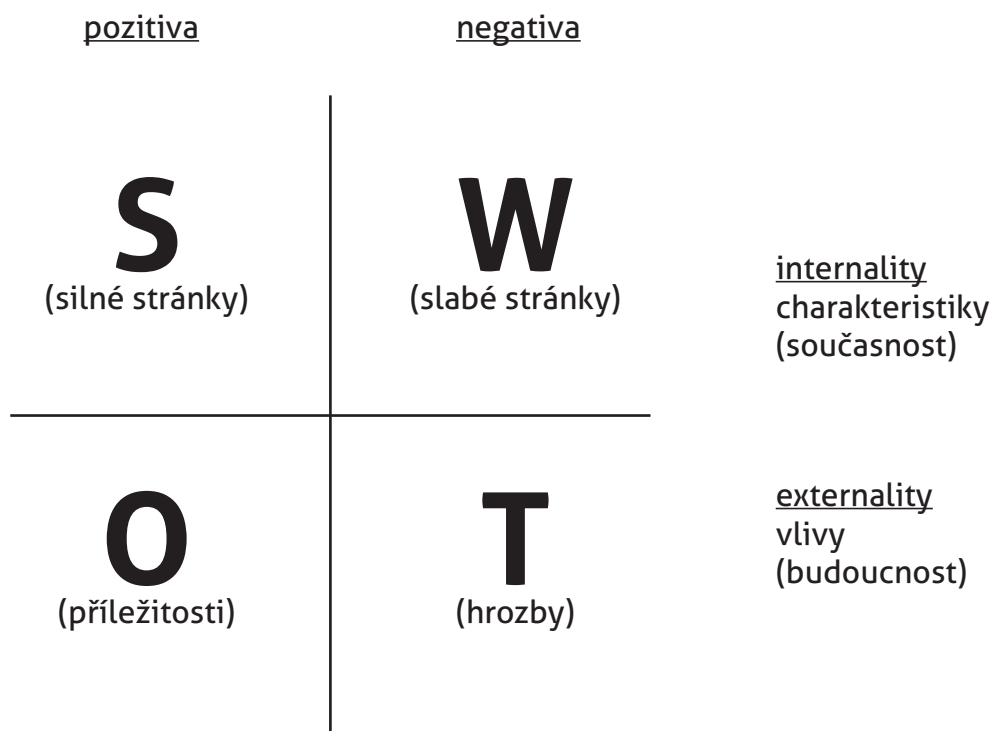 pozitiva
negativa
S
W
(silné stránky)
(slabé stránky)
internality
charakteristiky
(současnost)
O
T
(příležitosti)
(hrozby)
externality
vlivy
(budoucnost)